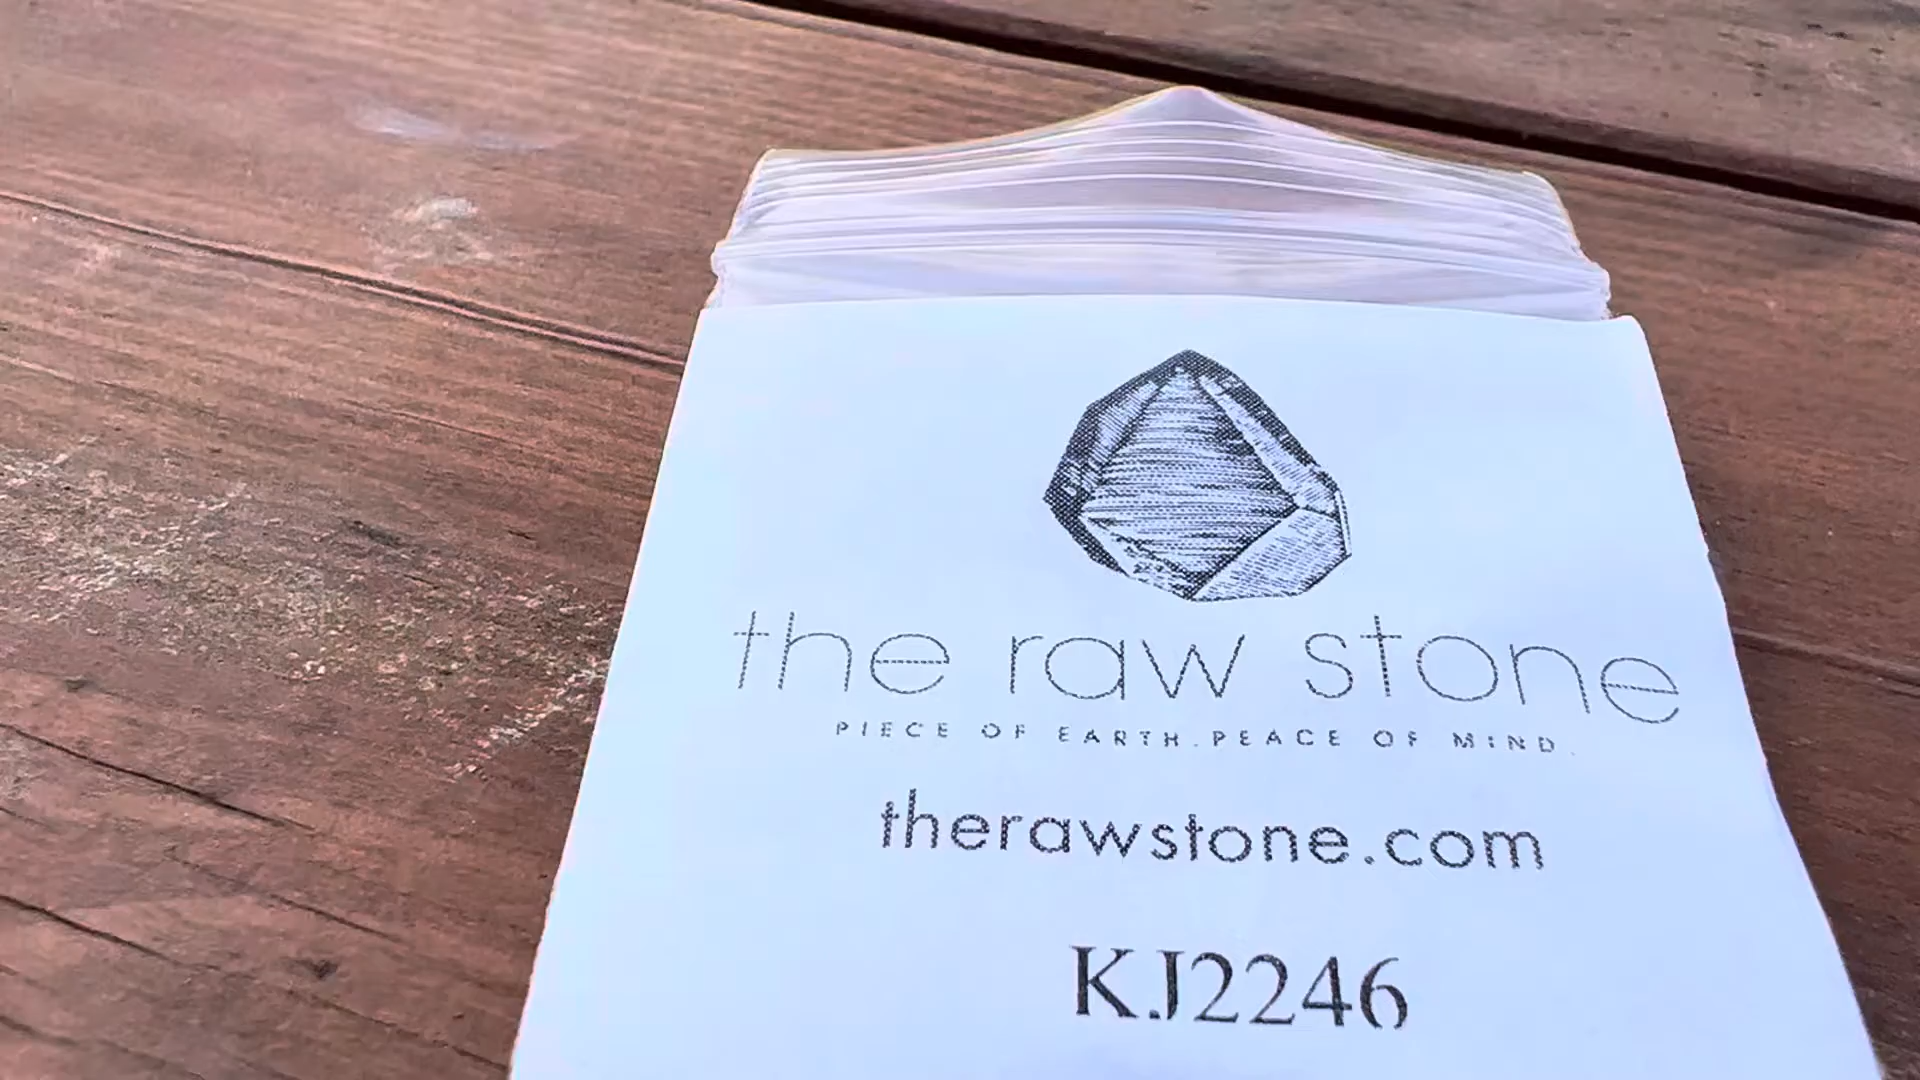 the raw stone
PIECE OF EARTH.PEACE OF MIND.
therawstone.com
KJ2246